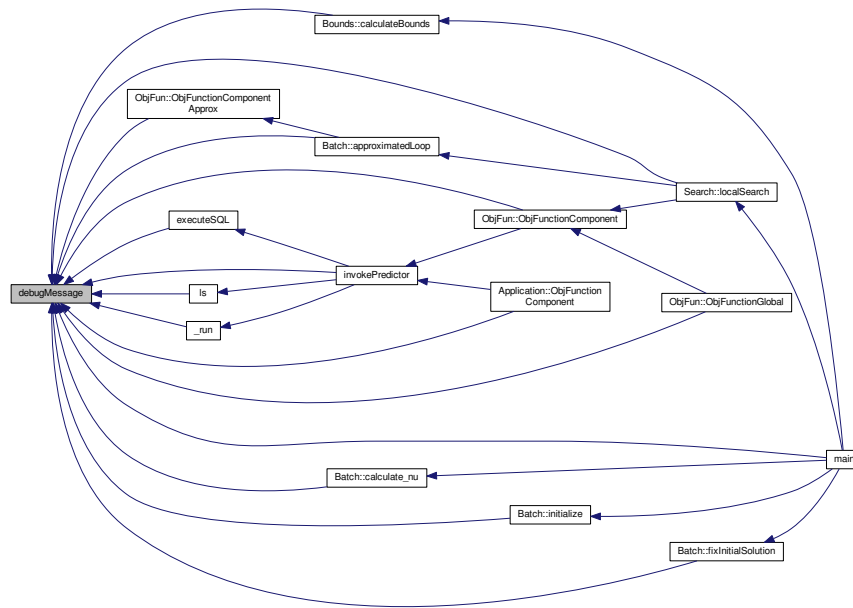 Bounds::calculateBounds
ObjFun::ObjFunctionComponent
Approx
Batch::approximatedLoop
Search::localSearch
executeSQL
ObjFun::ObjFunctionComponent
debugMessage
ls
invokePredictor
Application::ObjFunction
Component
ObjFun::ObjFunctionGlobal
_run
main
Batch::calculate_nu
Batch::initialize
Batch::fixInitialSolution